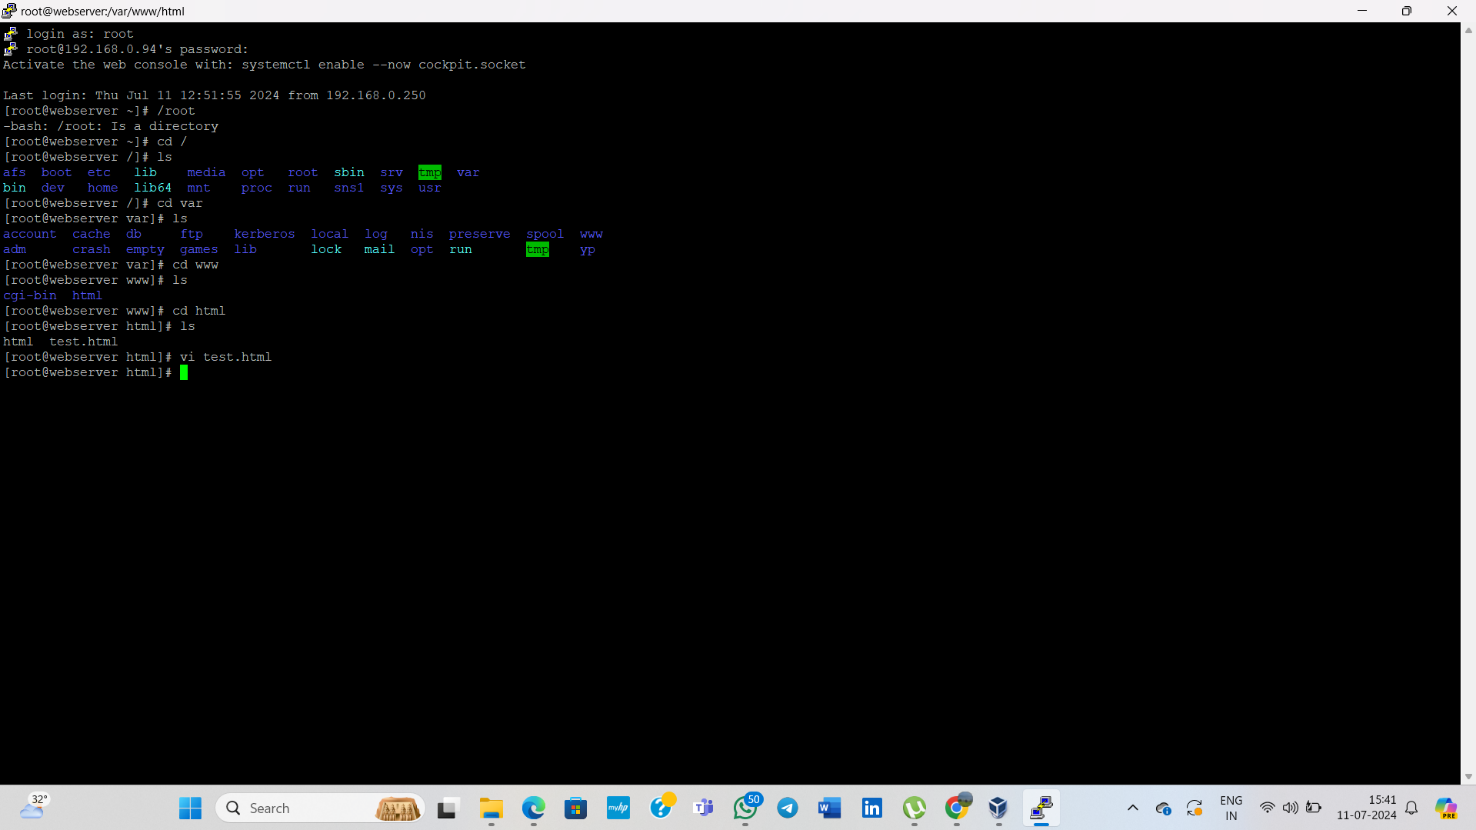 root@webserver:/var/www/html
login as: root
root@192.168.0.94's password:
Activate the web console with: systemctl enable --now cockpit.socket
Last login: Thu Jul 11 12:51:55 2024 from 192.168.0.250
[root@webserver ~]# /root
-bash: /root: Is a directory
[root@webserver ~]# cd /
[root@webserver /]# ls
afs boot etc lib media opt root sbin srv tmp var
bin dev home lib64 mnt proc run sns1 sys usr
[root@webserver /]# cd var
[root@webserver var]# ls
account cache db ftp kerberos local log nis preserve spool www
adm crash empty games lib lock mail opt run tmp yp
[root@webserver var]# cd www
[root@webserver www]# ls
cgi-bin html
[root@webserver www]# cd html
[root@webserver html]# ls
html test.html
[root@webserver html]# vi test.html
[root@webserver html]#
32°
Search
myhp
50
ENG
IN
15:41
11-07-2024
PRE